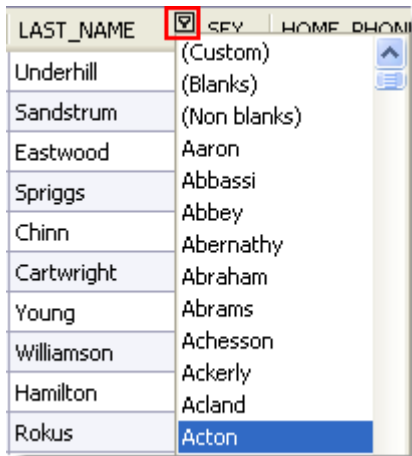 LAST_NAME SEX HOME_PHON
Underhill
Sandstrum
Eastwood
Spriggs
Chinn
Cartwright
Young
Williamson
Hamilton
Rokus
(Custom)
(Blanks)
(Non blanks)
Aaron
Abbassi
Abbey
Abernathy
Abraham
Abrams
Achesson
Ackerly
Acland
Acton